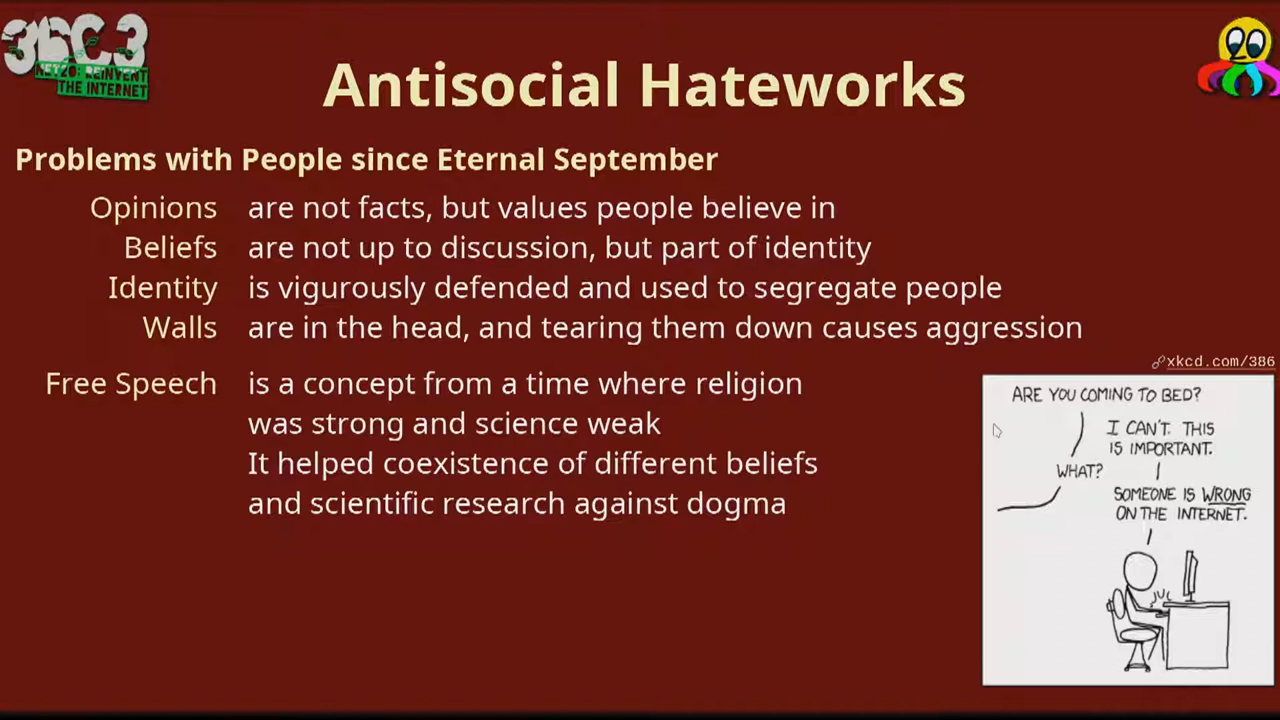 36C3
NET2G: REINVENT
THE INTERNET
Antisocial Hateworks
Problems with People since Eternal September
Opinions are not facts, but values people believe in
Beliefs are not up to discussion, but part of identity
Identity is vigurously defended and used to segregate people
Walls are in the head, and tearing them down causes aggression
Free Speech is a concept from a time where religion
was strong and science weak
It helped coexistence of different beliefs
and scientific research against dogma
xkcd.com/386
ARE YOU COMING TO BED?
I CAN'T. THIS
IS IMPORTANT.
WHAT?
SOMEONE IS WRONG
ON THE INTERNET.